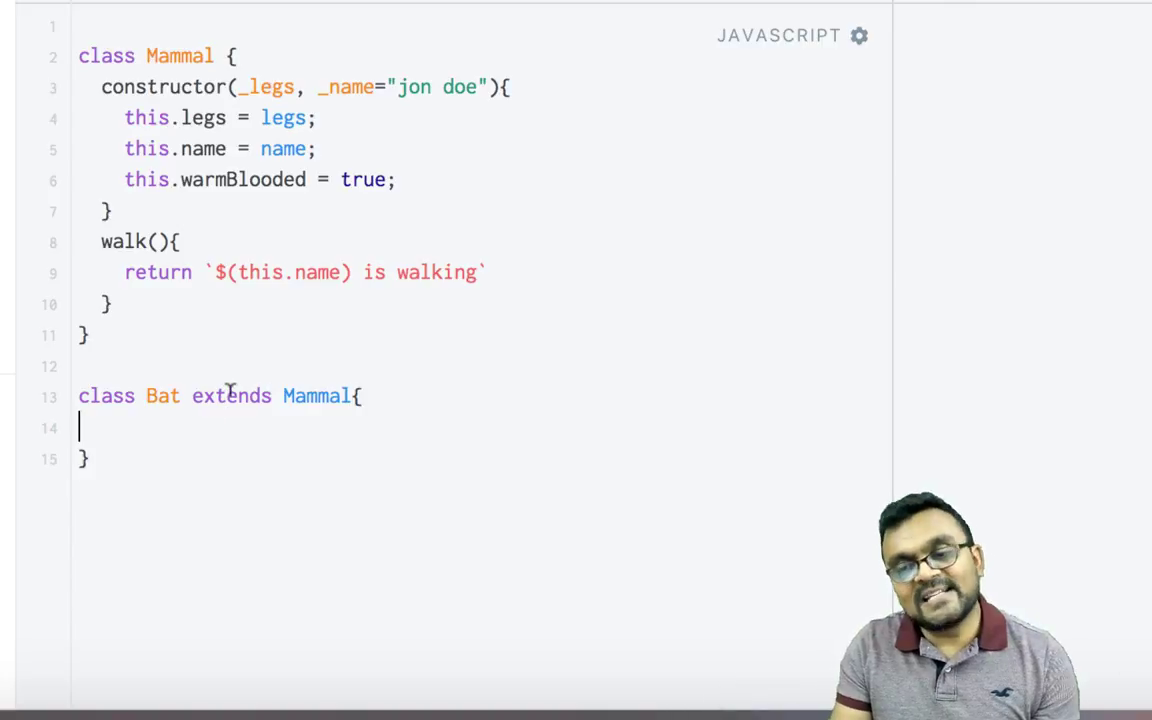 JAVASCRIPT
1
2 class Mammal {
3 constructor(_legs, _name="jon doe"){
4 this.legs = legs;
5 this.name = name;
6 this.warmBlooded = true;
7 }
8 walk(){
9 return `$(this.name) is walking`
10 }
11 }
12
13 class Bat extends Mammal{
14
15 }